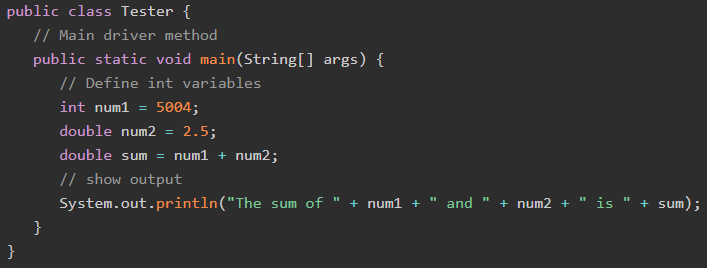 public class Tester {
   // Main driver method
   public static void main(String[] args) {
      // Define int variables
      int num1 = 5004;
      double num2 = 2.5;
      double sum = num1 + num2;
      // show output
      System.out.println("The sum of " + num1 + " and " + num2 + " is " + sum);
   }
}